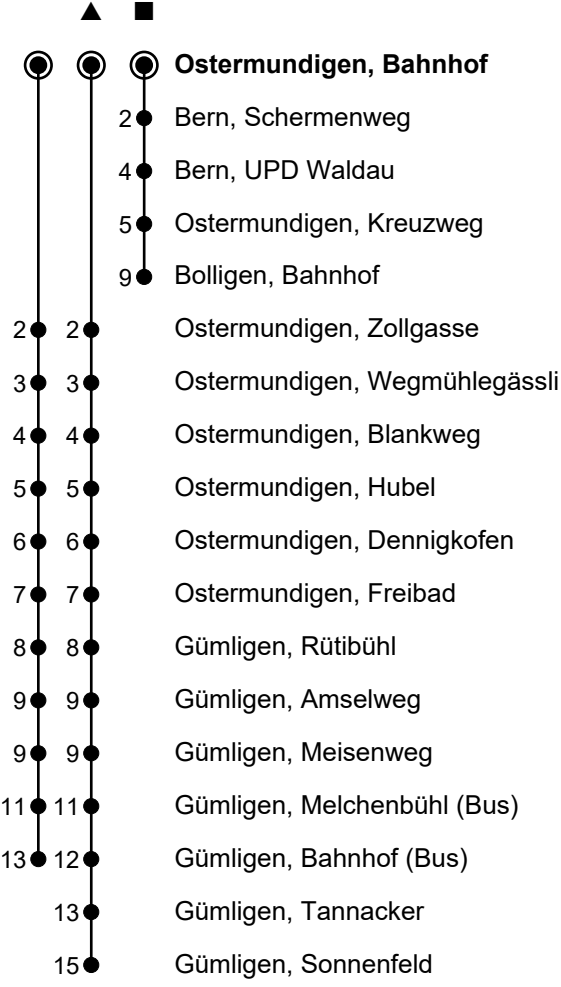 ▲ ■
Ostermundigen, Bahnhof
2 Bern, Schermenweg
4 Bern, UPD Waldau
5 Ostermundigen, Kreuzweg
9 Bolligen, Bahnhof
2 2 Ostermundigen, Zollgasse
3 3 Ostermundigen, Wegmühlegässli
4 4 Ostermundigen, Blankweg
5 5 Ostermundigen, Hubel
6 6 Ostermundigen, Dennigkofen
7 7 Ostermundigen, Freibad
8 8 Gümligen, Rütibühl
9 9 Gümligen, Amselweg
9 9 Gümligen, Meisenweg
11 11 Gümligen, Melchenbühl (Bus)
13 12 Gümligen, Bahnhof (Bus)
13 Gümligen, Tannacker
15 Gümligen, Sonnenfeld